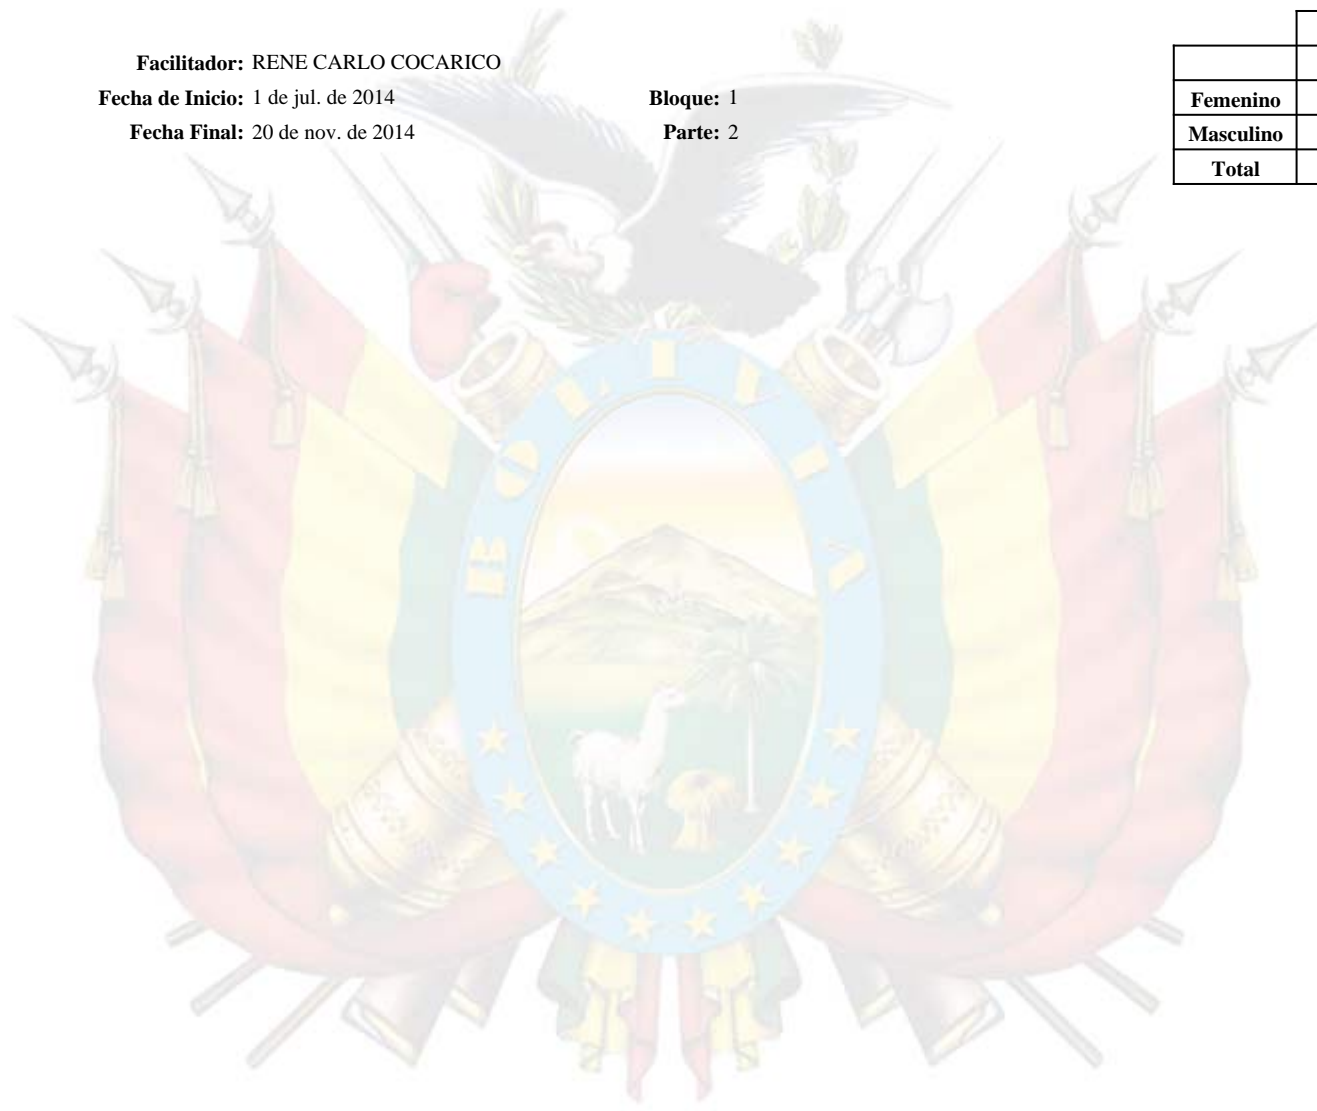 Facilitador: RENE CARLO COCARICO
Fecha de Inicio: 1 de jul. de 2014 Bloque: 1
Fecha Final: 20 de nov. de 2014 Parte: 2
Femenino
Masculino
Total
BOLIVIA